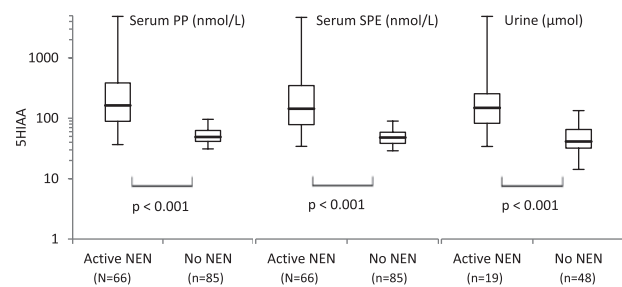 Serum PP (nmol/L) Serum SPE (nmol/L) Urine (μmol)
1000
100
10
1
5HIAA
p < 0.001 p < 0.001 p < 0.001
Active NEN No NEN Active NEN No NEN Active NEN No NEN
(N=66) (n=85) (N=66) (n=85) (n=19) (n=48)